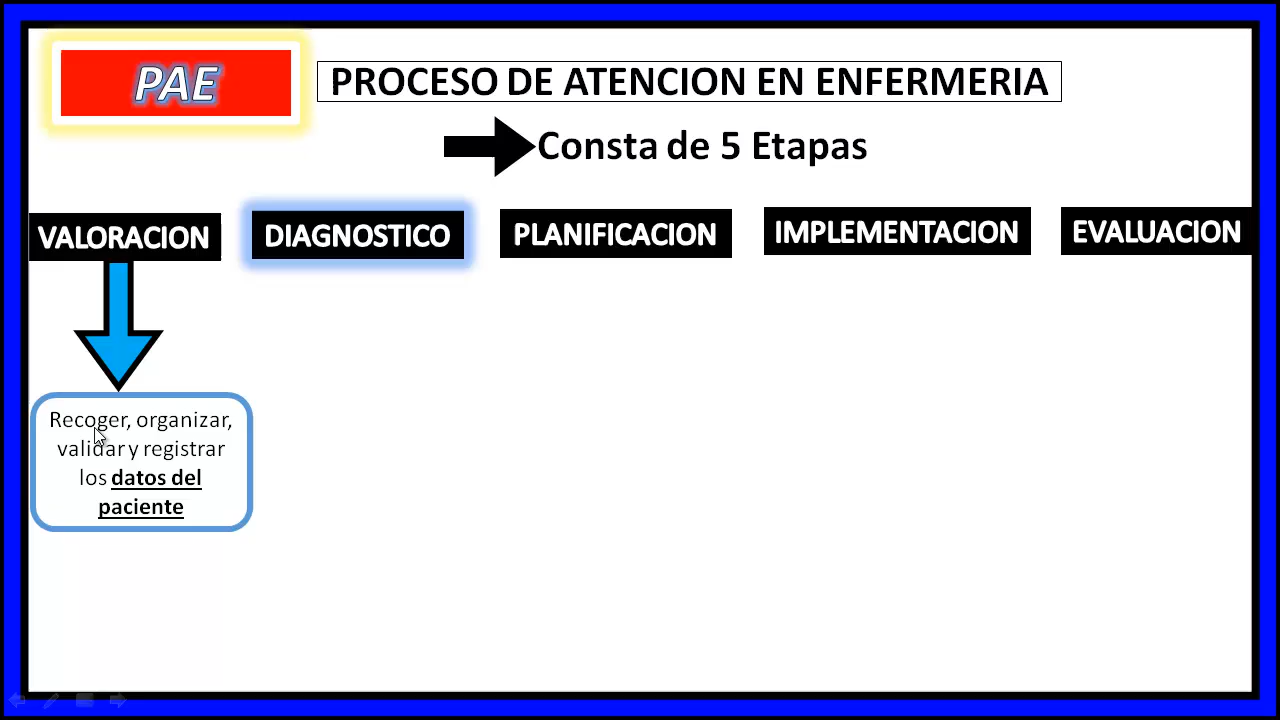 PAE
PROCESO DE ATENCION EN ENFERMERIA
Consta de 5 Etapas
VALORACION
DIAGNOSTICO
PLANIFICACION
IMPLEMENTACION
EVALUACION
Recoger, organizar,
validar y registrar
los datos del
paciente